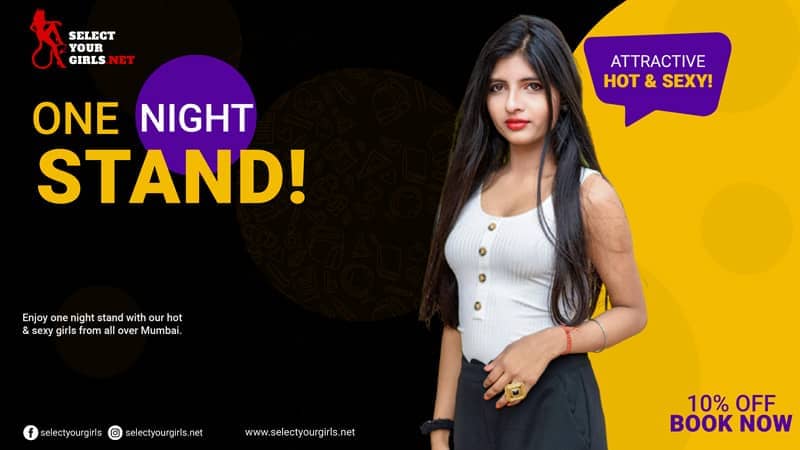 SELECT
YOUR
GIRLS.NET
ONE NIGHT
STAND!
ATTRACTIVE
HOT & SEXY!
Enjoy one night stand with our hot
& sexy girls from all over Mumbai.
selectyourgirls selectyourgirls.net www.selectyourgirls.net
10% OFF
BOOK NOW